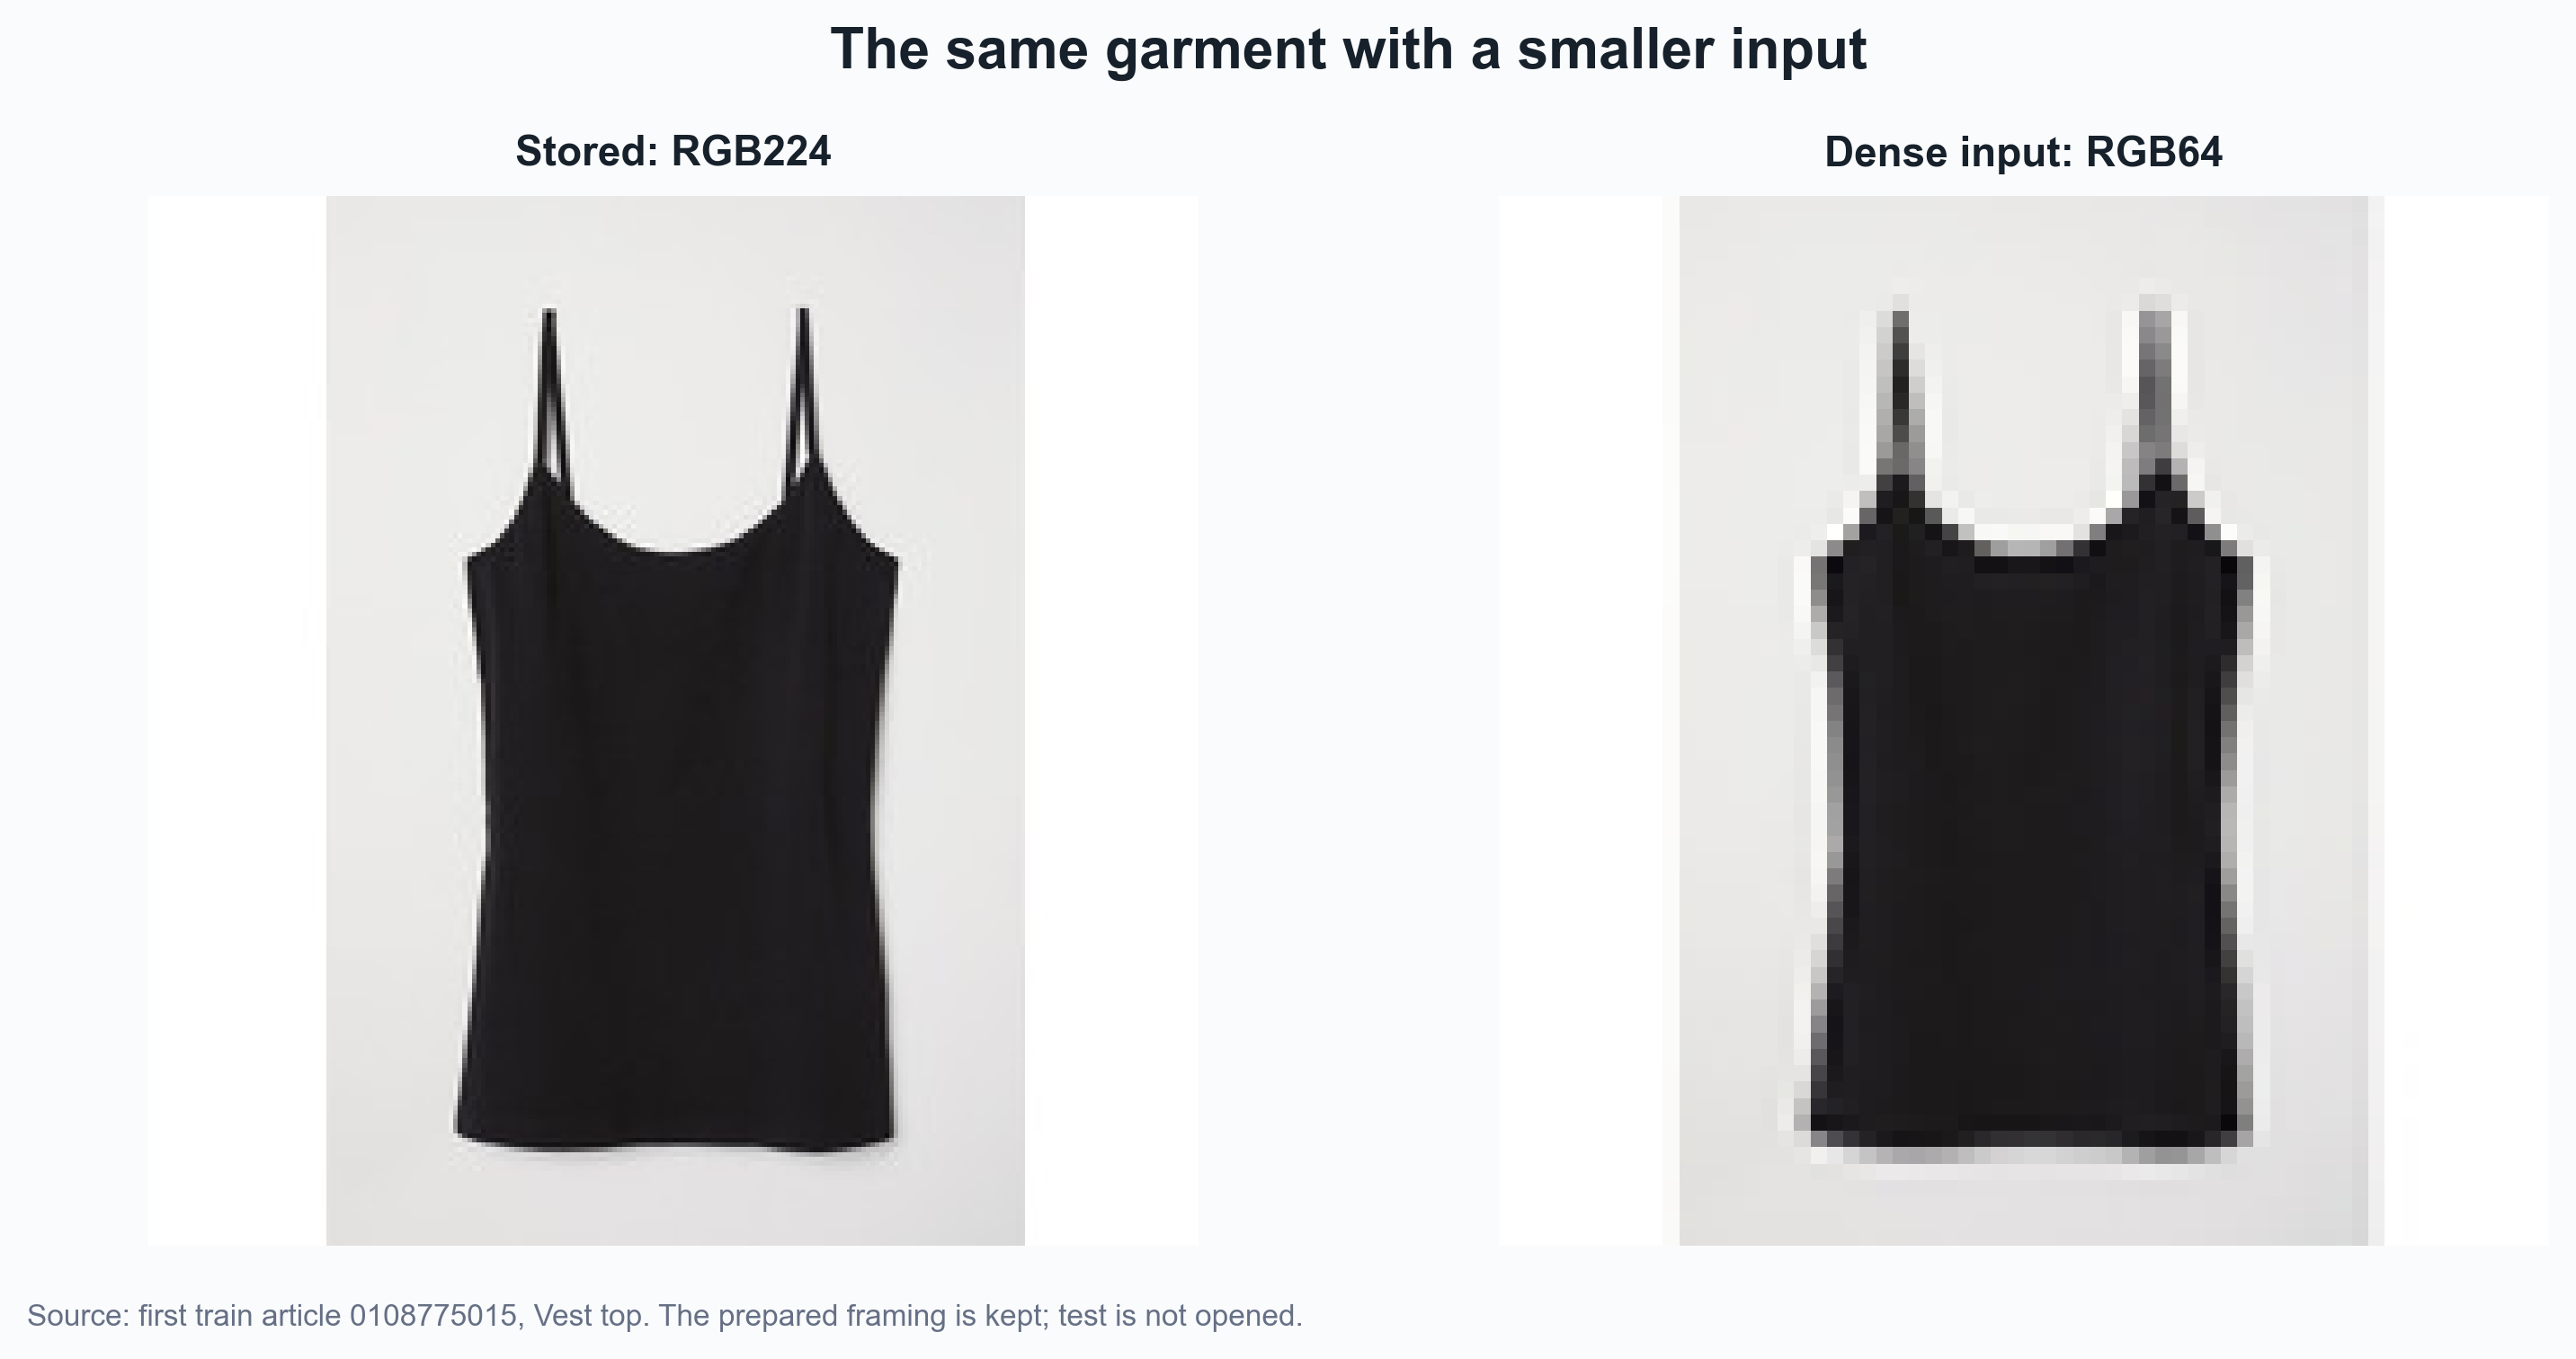 The same garment with a smaller input
Stored: RGB224
Dense input: RGB64
Source: first train article 0108775015, Vest top. The prepared framing is kept; test is not opened.